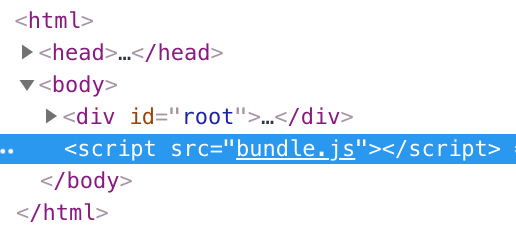 <html>
▶<head>…</head>
▼<body>
▶<div id="root">…</div>
<script src="bundle.js"></script> =
</body>
</html>